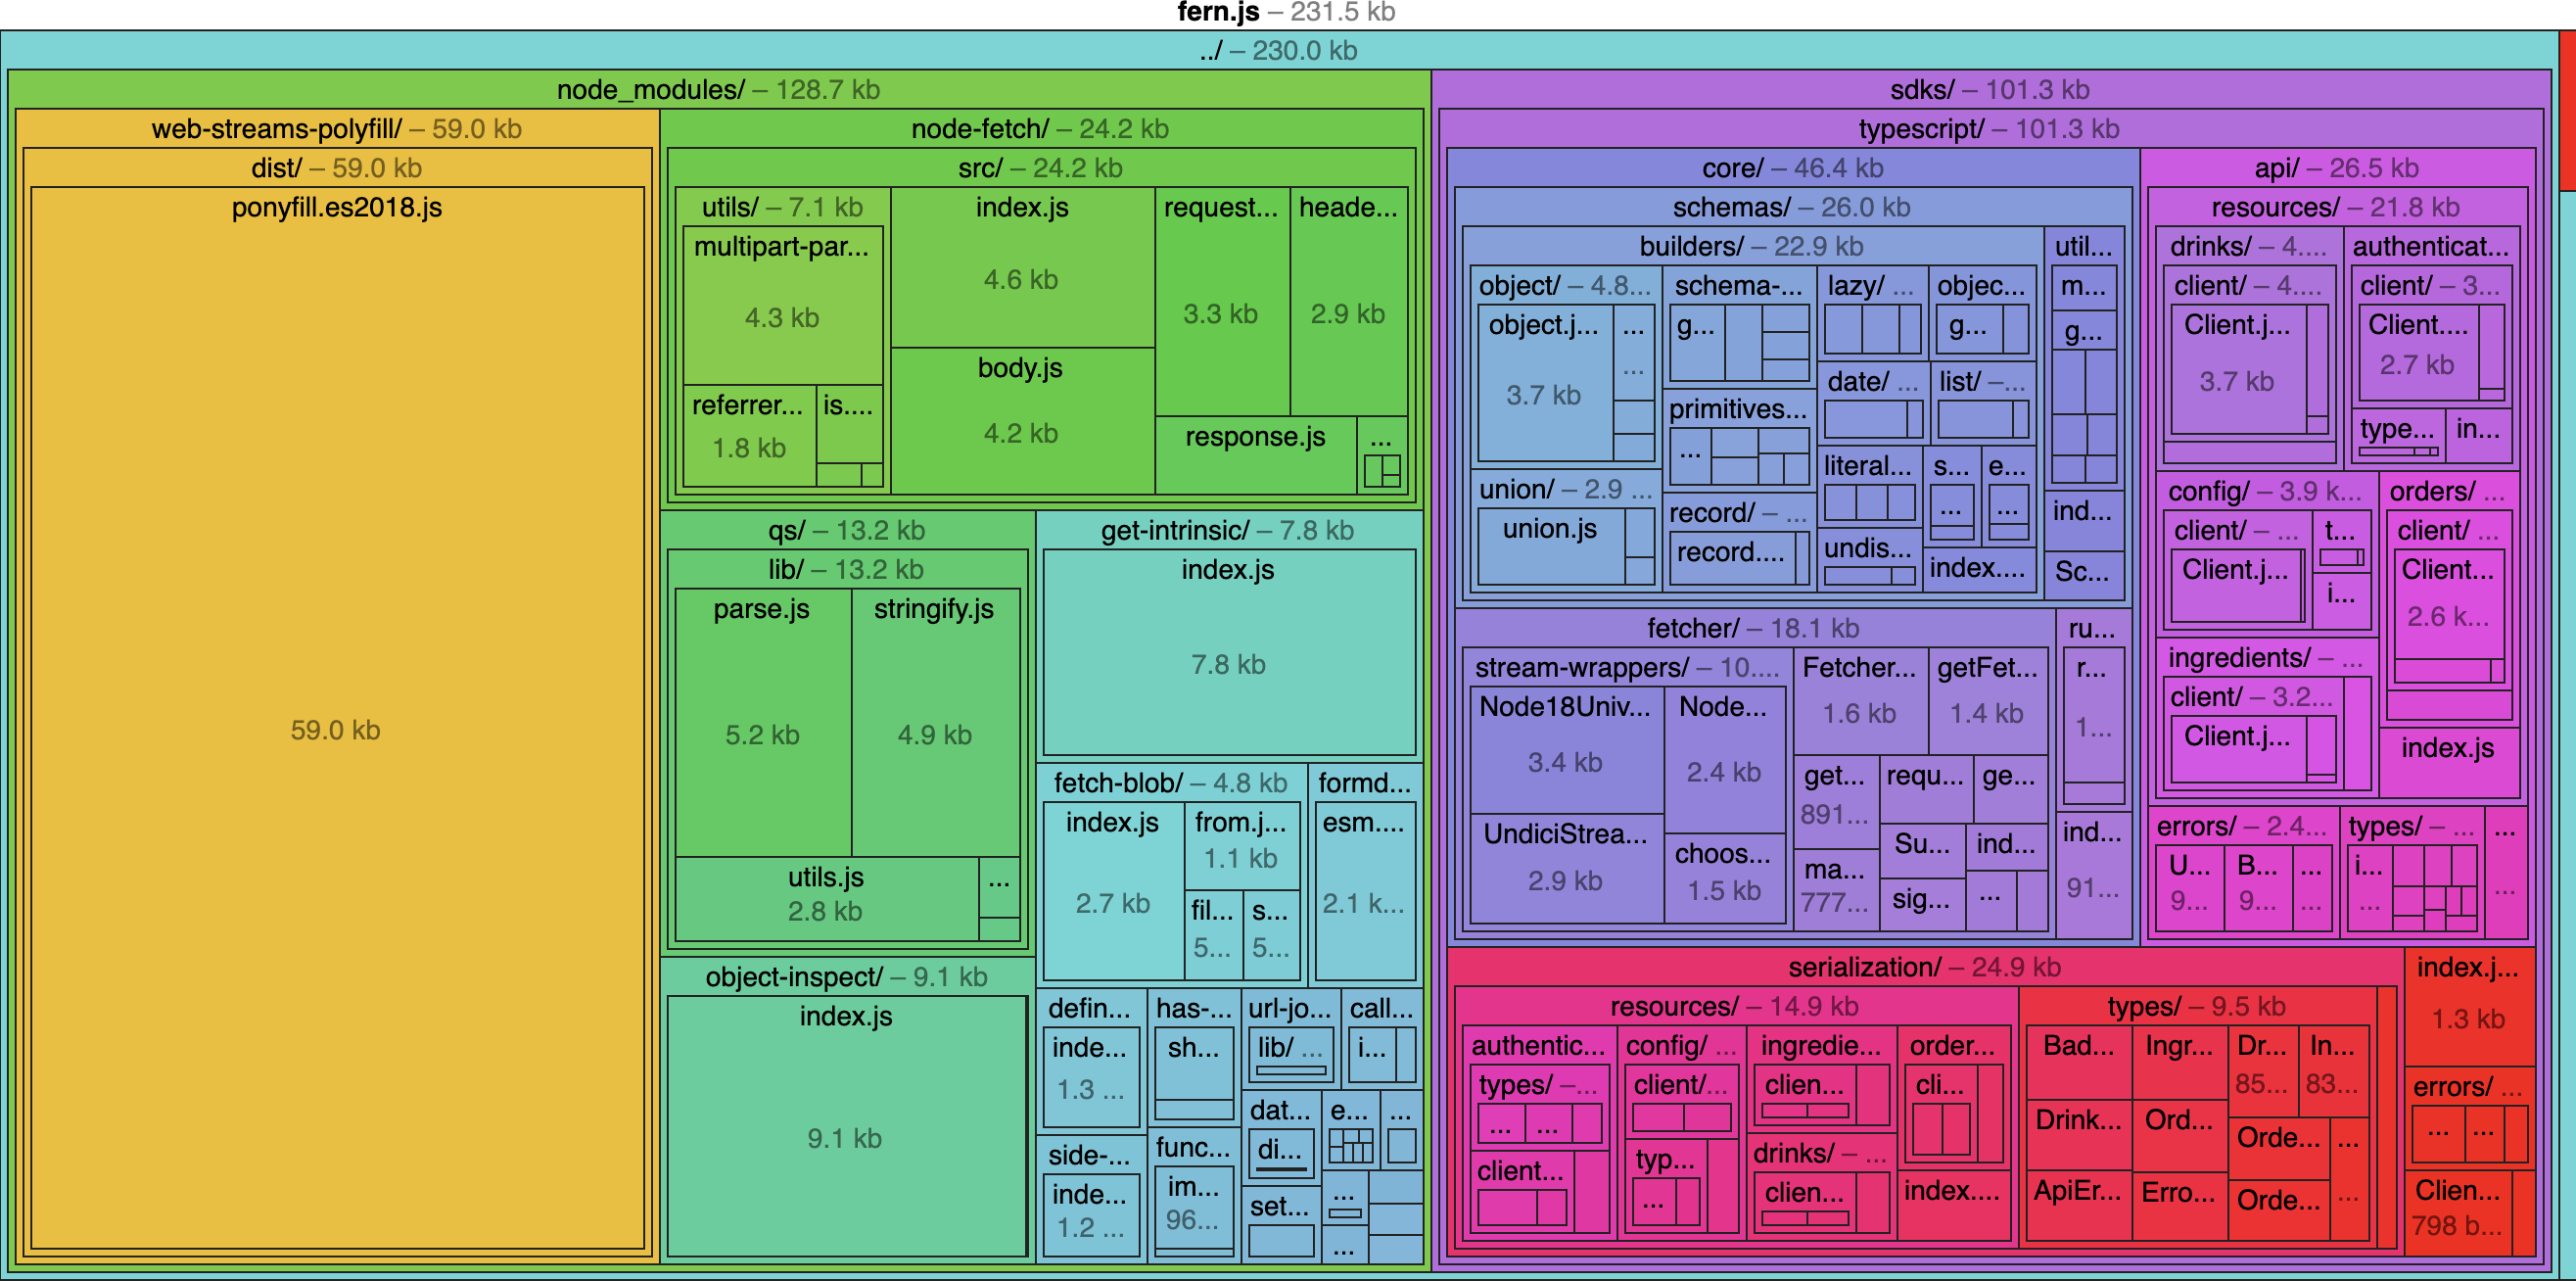 fern.js – 231.5 kb
../ – 230.0 kb
node_modules/ – 128.7 kb
web-streams-polyfill/ – 59.0 kb
dist/ – 59.0 kb
ponyfill.es2018.js
59.0 kb
node-fetch/ – 24.2 kb
src/ – 24.2 kb
utils/ – 7.1 kb
multipart-par...
4.3 kb
referrer...
1.8 kb
is....
index.js
4.6 kb
body.js
4.2 kb
request...
3.3 kb
heade...
2.9 kb
response.js
...
qs/ – 13.2 kb
lib/ – 13.2 kb
parse.js
5.2 kb
stringify.js
4.9 kb
utils.js
2.8 kb
...
object-inspect/ – 9.1 kb
index.js
9.1 kb
get-intrinsic/ – 7.8 kb
index.js
7.8 kb
fetch-blob/ – 4.8 kb
index.js
2.7 kb
from.j...
1.1 kb
fil...
5...
s...
5...
formd...
esm....
2.1 k...
defin...
inde...
1.3 ...
side-...
inde...
1.2 ...
has-...
sh...
func...
im...
96...
url-jo...
lib/ ...
call...
i...
dat...
di...
e...
...
set...
...
...
sdks/ – 101.3 kb
typescript/ – 101.3 kb
core/ – 46.4 kb
schemas/ – 26.0 kb
builders/ – 22.9 kb
object/ – 4.8...
object.j...
3.7 kb
...
...
union/ – 2.9 ...
union.js
schema-...
g...
primitives...
...
record/ – ...
record....
lazy/ ...
objec...
g...
date/ ...
list/ –...
literal...
s...
...
e...
...
undis...
index....
util...
m...
g...
ind...
Sc...
fetcher/ – 18.1 kb
stream-wrappers/ – 10....
Node18Univ...
3.4 kb
UndiciStrea...
2.9 kb
Node...
2.4 kb
choos...
1.5 kb
Fetcher...
1.6 kb
getFet...
1.4 kb
get...
891...
requ...
ge...
ma...
777...
Su...
ind...
sig...
...
ru...
r...
1...
ind...
91...
api/ – 26.5 kb
resources/ – 21.8 kb
drinks/ – 4....
client/ – 4....
Client.j...
3.7 kb
authenticat...
client/ – 3...
Client....
2.7 kb
type...
in...
config/ – 3.9 k...
client/ – ...
Client.j...
t...
i...
orders/ ...
client/ ...
Client...
2.6 k...
ingredients/ – ...
client/ – 3.2...
Client.j...
index.js
errors/ – 2.4...
U...
9...
B...
9...
...
...
types/ – ...
i...
...
...
...
serialization/ – 24.9 kb
resources/ – 14.9 kb
authentic...
types/ –...
...
...
client...
config/ ...
client/...
typ...
...
ingredie...
clien...
drinks/ – ...
clien...
order...
cli...
index....
types/ – 9.5 kb
Bad...
Ingr...
Dr...
85...
In...
83...
Drink...
Ord...
Orde...
...
ApiEr...
Erro...
Orde...
...
index.j...
1.3 kb
errors/ ...
...
...
Clien...
798 b...